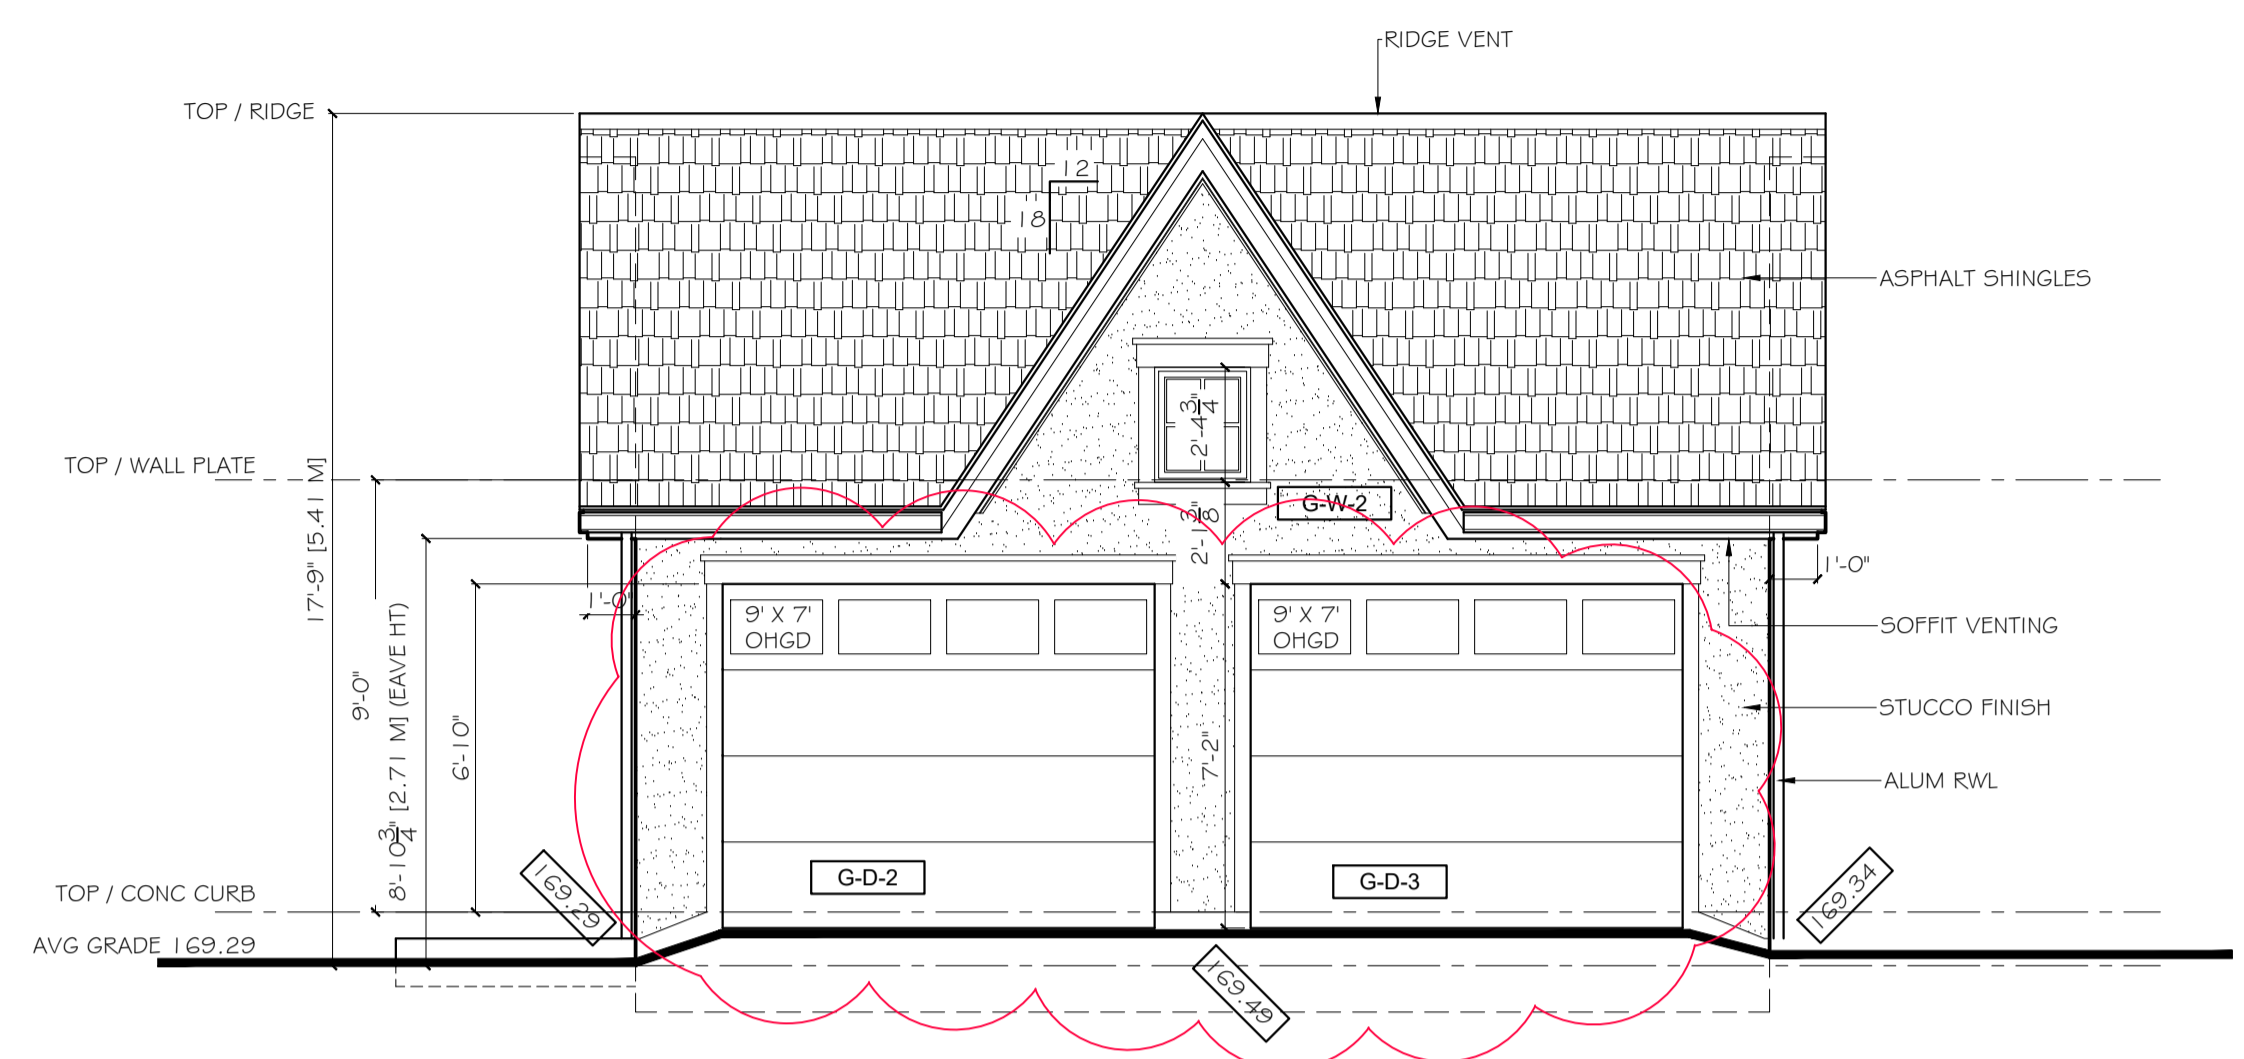 RIDGE VENT
TOP / RIDGE
12
18
ASPHALT SHINGLES
2'-4 3/4"
TOP / WALL PLATE
17'-9" [5.41 M]
G-W-2
2'-1 3/8"
1'-0"
1'-0"
9' X 7'
OHGD
9' X 7'
OHGD
SOFFIT VENTING
9'-0"
8'-10 3/4" [2.71 M] (EAVE HT)
6'-10"
7'-2"
STUCCO FINISH
ALUM RWL
G-D-2
G-D-3
TOP / CONC CURB
169.29
169.34
AVG GRADE 169.29
169.49